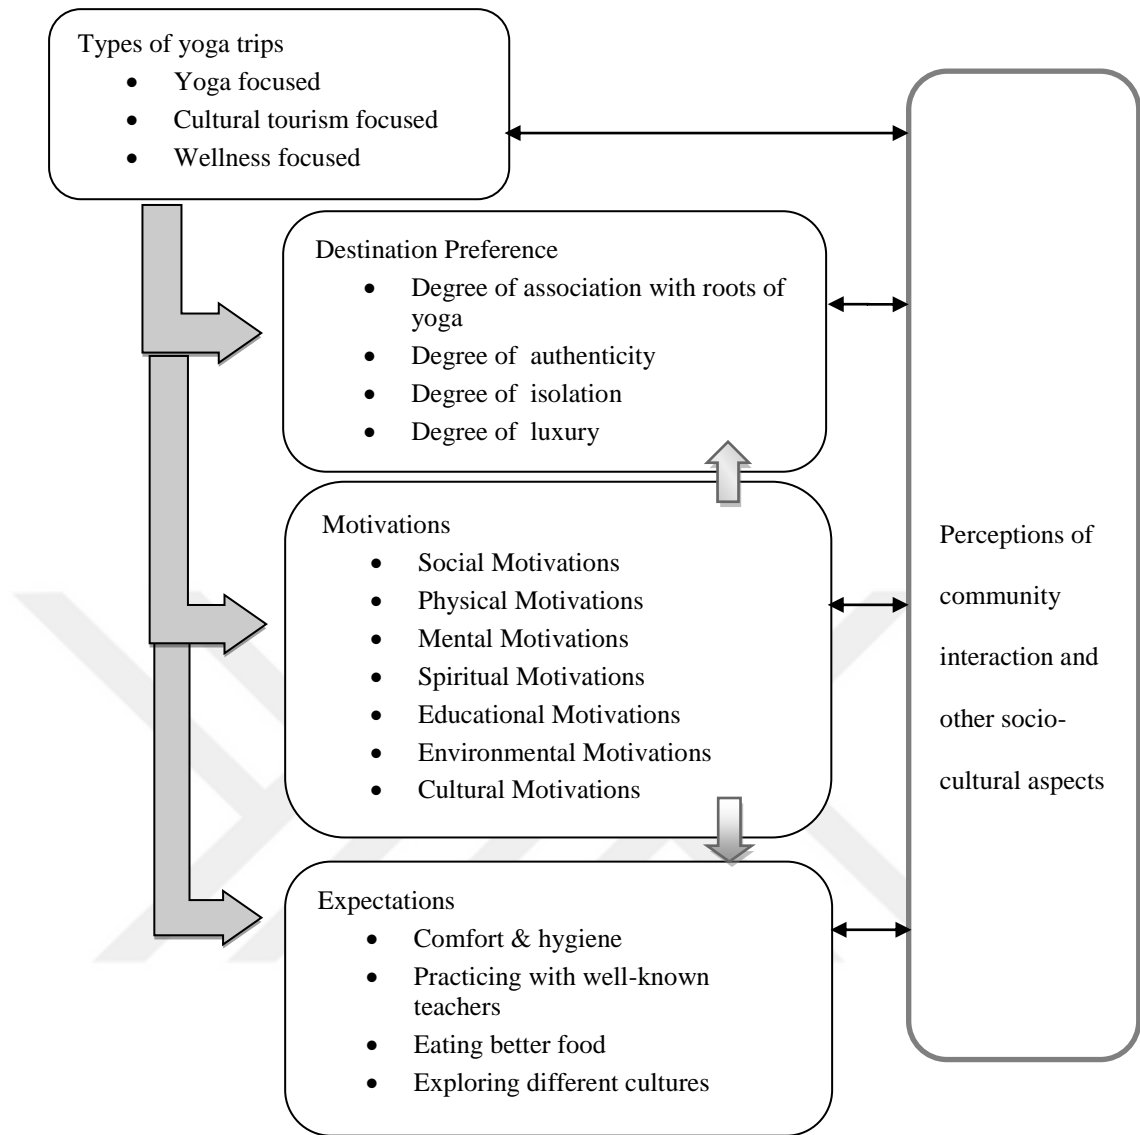 Types of yoga trips
• Yoga focused
• Cultural tourism focused
• Wellness focused
Destination Preference
• Degree of association with roots of
yoga
• Degree of authenticity
• Degree of isolation
• Degree of luxury
Motivations
• Social Motivations
• Physical Motivations
• Mental Motivations
• Spiritual Motivations
• Educational Motivations
• Environmental Motivations
• Cultural Motivations
Expectations
• Comfort & hygiene
• Practicing with well-known
teachers
• Eating better food
• Exploring different cultures
Perceptions of
community
interaction and
other socio-
cultural aspects